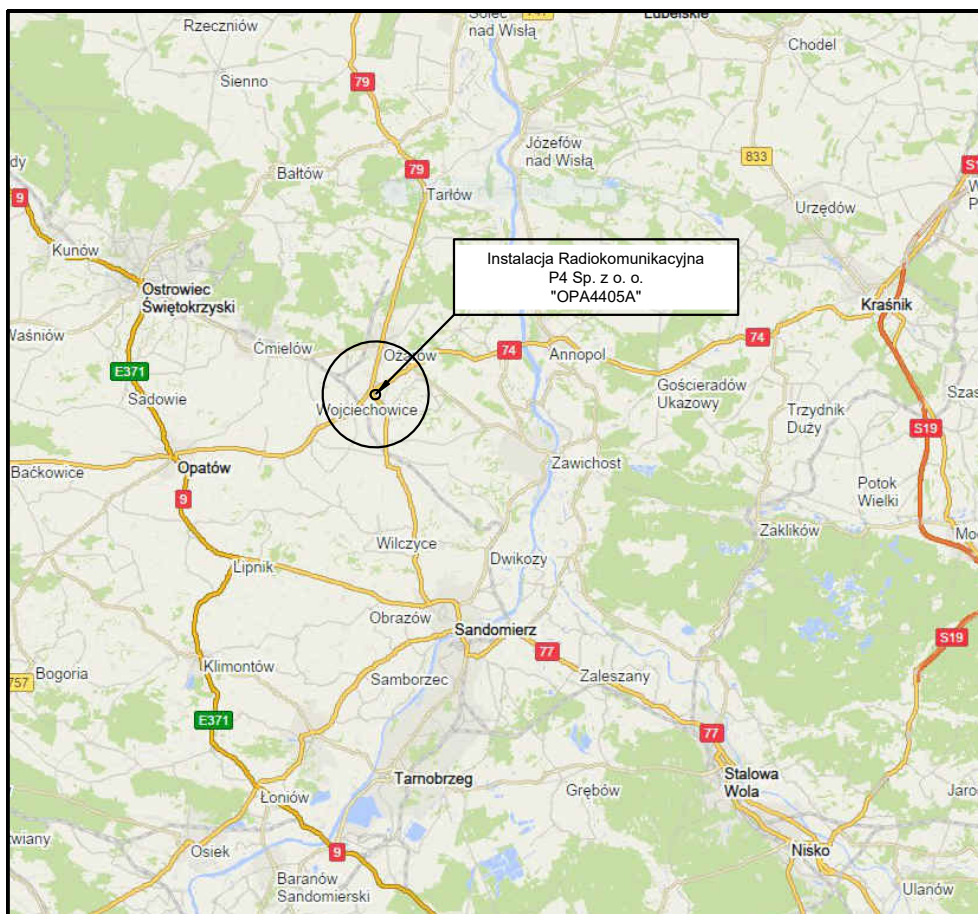 Solec
nad Wisłą
Lubelskie
Rzeczniów
Chodel
Sienno
79
Józefów
nad Wisłą
833
Bałtów
79
Tarłów
9
Urzędów
Kunów
Instalacja Radiokomunikacyjna
P4 Sp. z o. o.
"OPA4405A"
Ostrowiec
Świętokrzyski
Kraśnik
Waśniów
Ćmielów
Ożarów
74
Annopol
74
E371
Gościeradów
Ukazowy
Sadowie
Wojciechowice
Trzydnik
Duży
S19
Baćkowice
Opatów
Zawichost
9
Potok
Wielki
Zaklików
Wilczyce
Dwikozy
Lipnik
Obrazów
Sandomierz
S19
77
Klimontów
Bogoria
Samborzec
Zaleszany
757
E371
77
Tarnobrzeg
Stalowa
Wola
Grębów
Łoniów
Osiek
9
Nisko
Baranów
Sandomierski
Ulanów